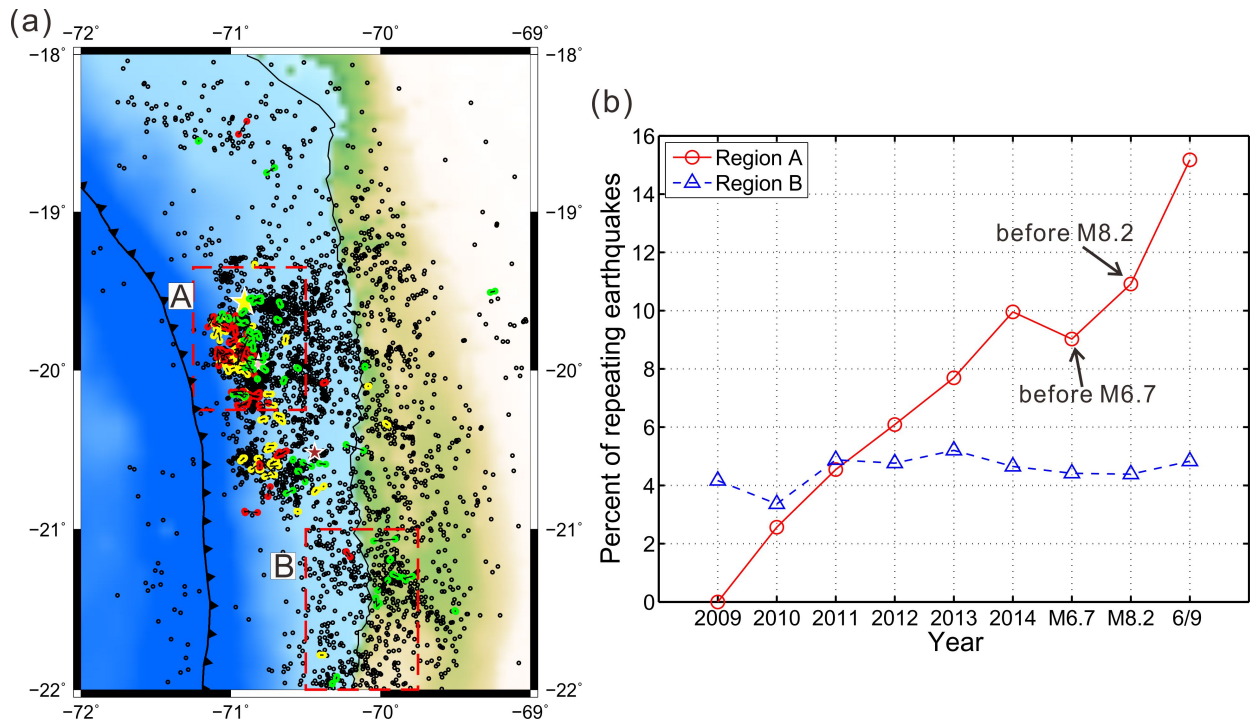 (a)
−72˚ −71˚ −70˚ −69˚
−18˚ −18˚
−19˚ −19˚
A
−20˚ −20˚
−21˚ −21˚
B
−22˚ −22˚
−72˚ −71˚ −70˚ −69˚
(b)
16
Region A
Region B
14
before M8.2
12
10
before M6.7
8
6
4
2
0
Percent of repeating earthquakes
2009 2010 2011 2012 2013 2014 M6.7 M8.2 6/9
Year